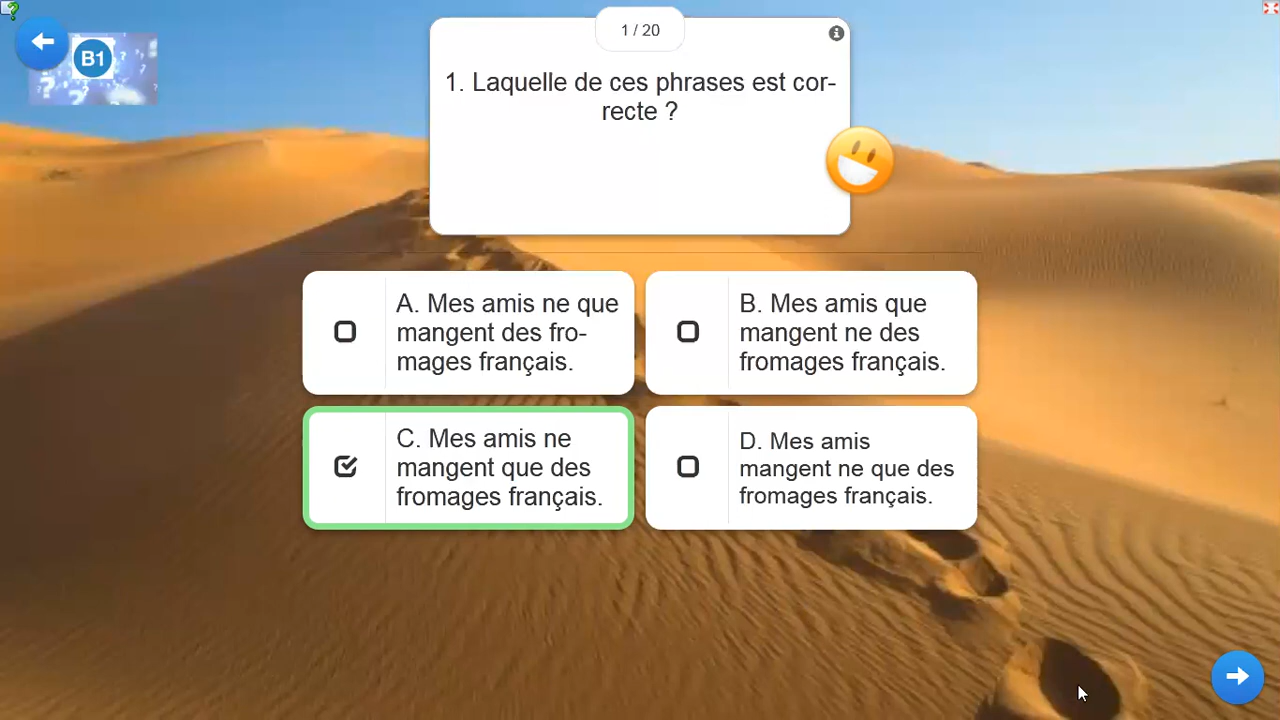 B1
1 / 20
1. Laquelle de ces phrases est cor-
recte ?
A. Mes amis ne que
mangent des fro-
mages français.
B. Mes amis que
mangent ne des
fromages français.
C. Mes amis ne
mangent que des
fromages français.
D. Mes amis
mangent ne que des
fromages français.